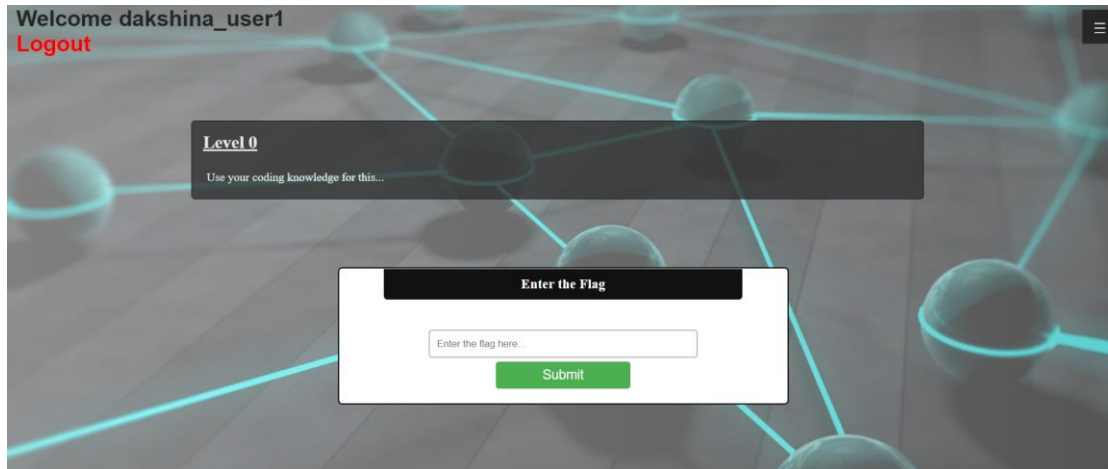 Welcome dakshina_user1
Logout
☰
Level 0
Use your coding knowledge for this...
Enter the Flag
Enter the flag here...
Submit